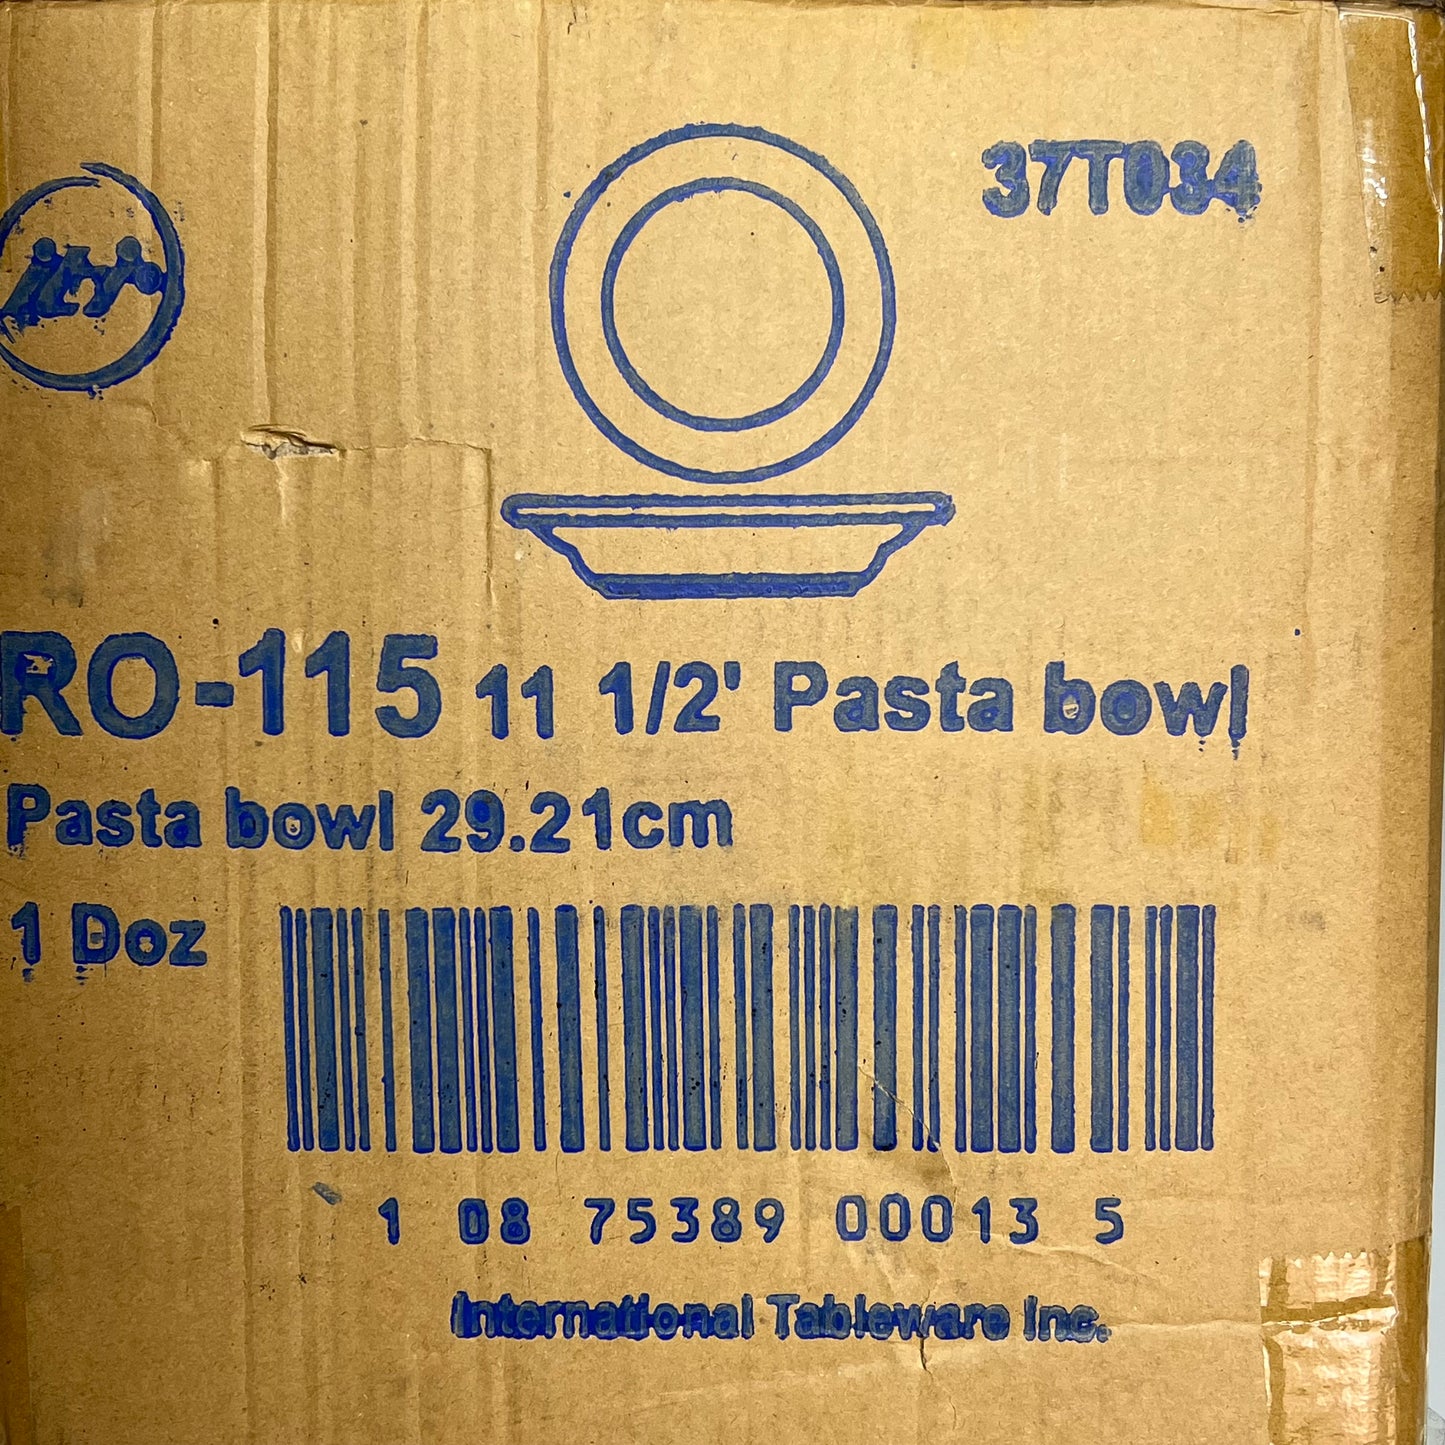 37T034
RO-115 11 1/2' Pasta bowl
Pasta bowl 29.21cm
1 Doz
1 08 75389 00013 5
International Tableware Inc.